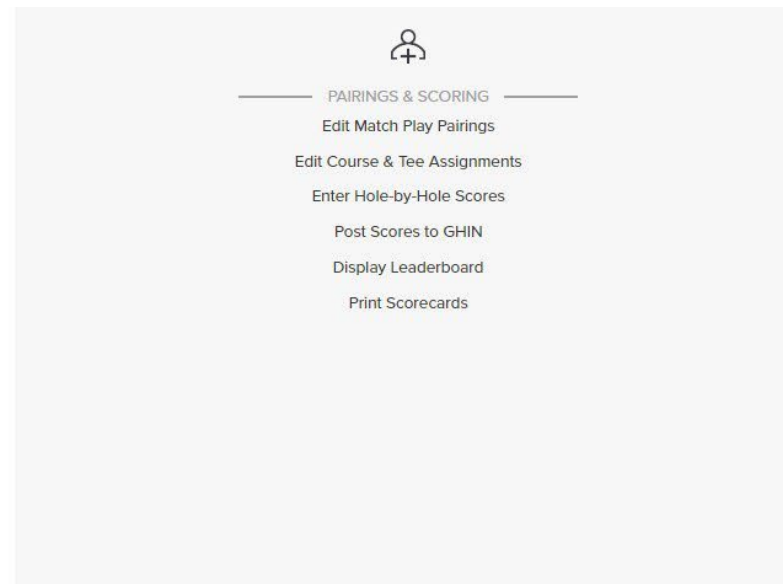 PAIRINGS & SCORING
Edit Match Play Pairings
Edit Course & Tee Assignments
Enter Hole-by-Hole Scores
Post Scores to GHIN
Display Leaderboard
Print Scorecards